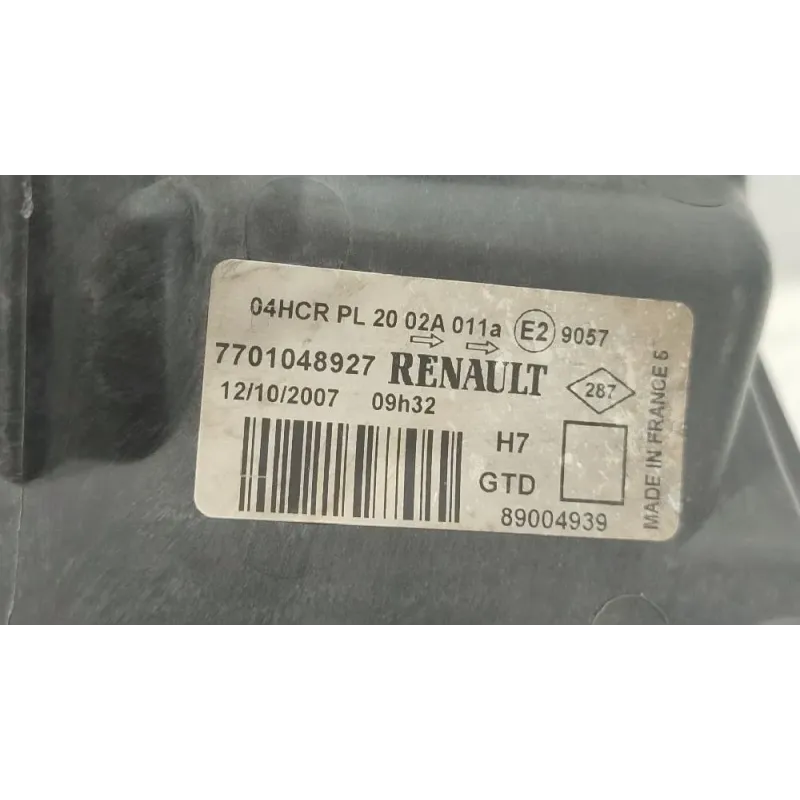 04HCR PL 20 02A 011a E2 9057
7701048927 RENAULT 287
12/10/2007 09h32
H7
GTD
89004939
MADE IN FRANCE 5